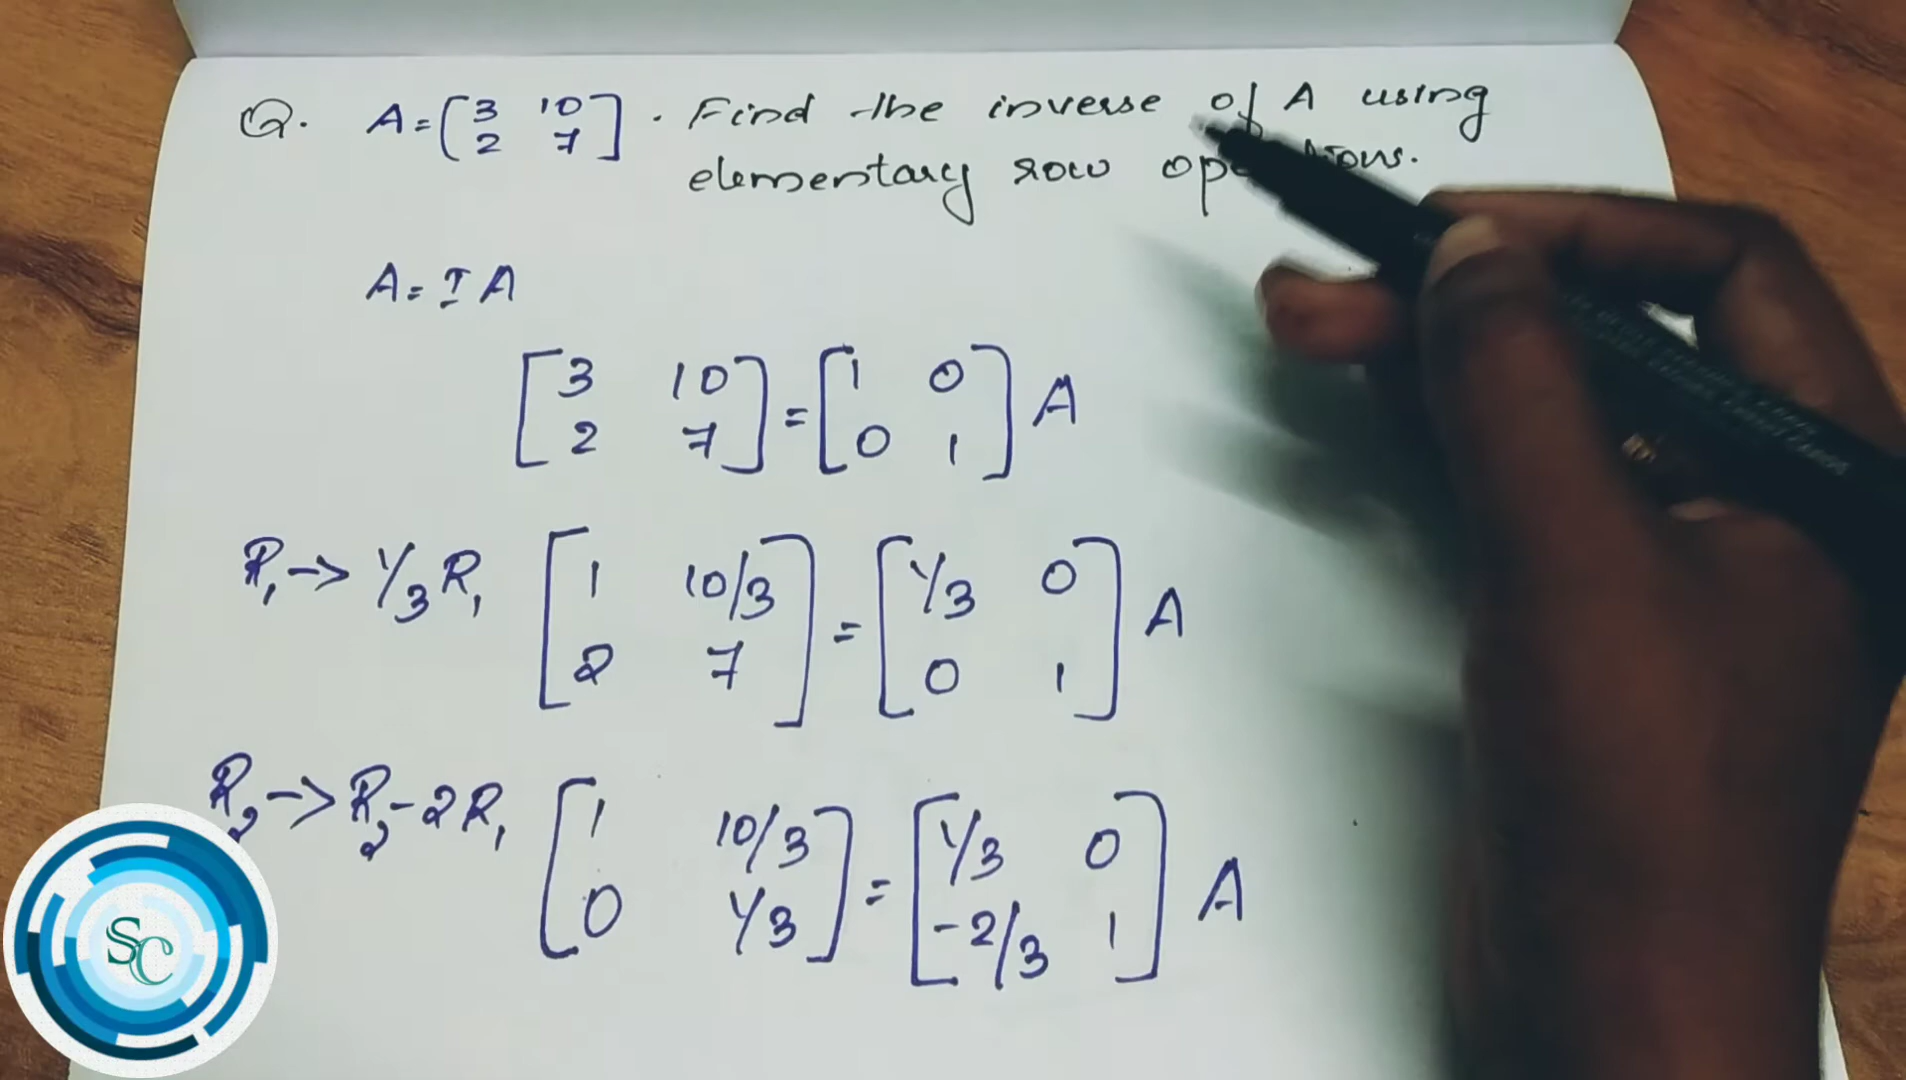 Q. A = [3 10] . Find the inverse of A using
[2 7] elementary row
A = I A
[3 10] = [1 0] A
[2 7] [0 1]
R₁ -> 1/3 R₁ [1 10/3] = [1/3 0] A
[2 7] [0 1]
R₂ -> R₂ - 2R₁ [1 10/3] = [1/3 0] A
[0 1/3] [-2/3 1]
SC